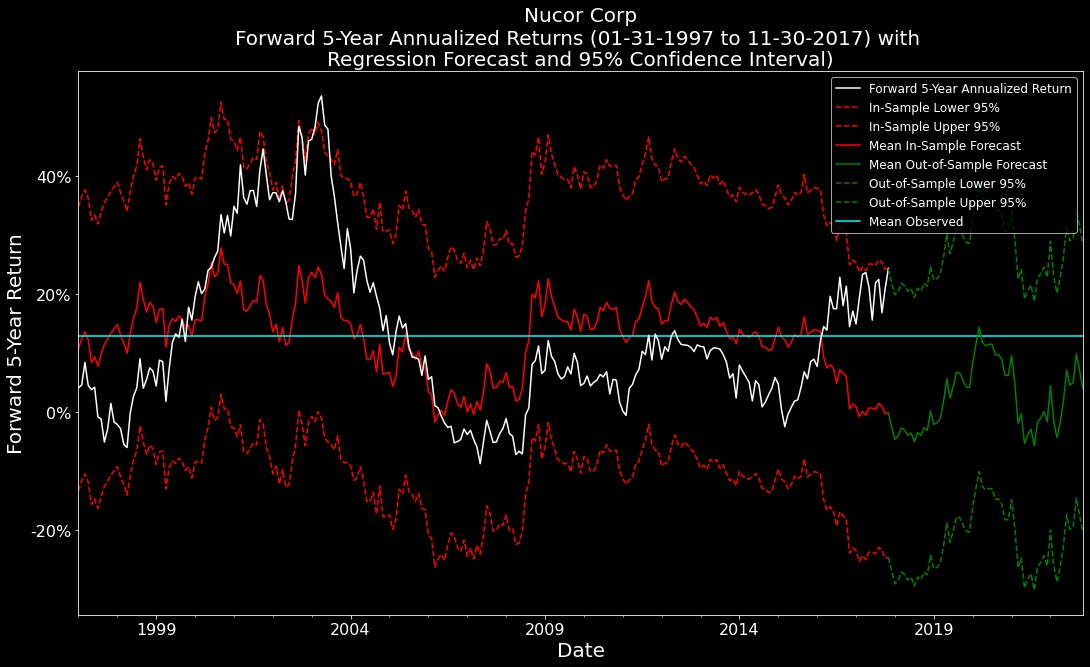 Nucor Corp
Forward 5-Year Annualized Returns (01-31-1997 to 11-30-2017) with
Regression Forecast and 95% Confidence Interval)
Forward 5-Year Annualized Return
In-Sample Lower 95%
In-Sample Upper 95%
Mean In-Sample Forecast
Mean Out-of-Sample Forecast
Out-of-Sample Lower 95%
Out-of-Sample Upper 95%
Mean Observed
Forward 5-Year Return
40%
20%
0%
-20%
1999
2004
2009
2014
2019
Date